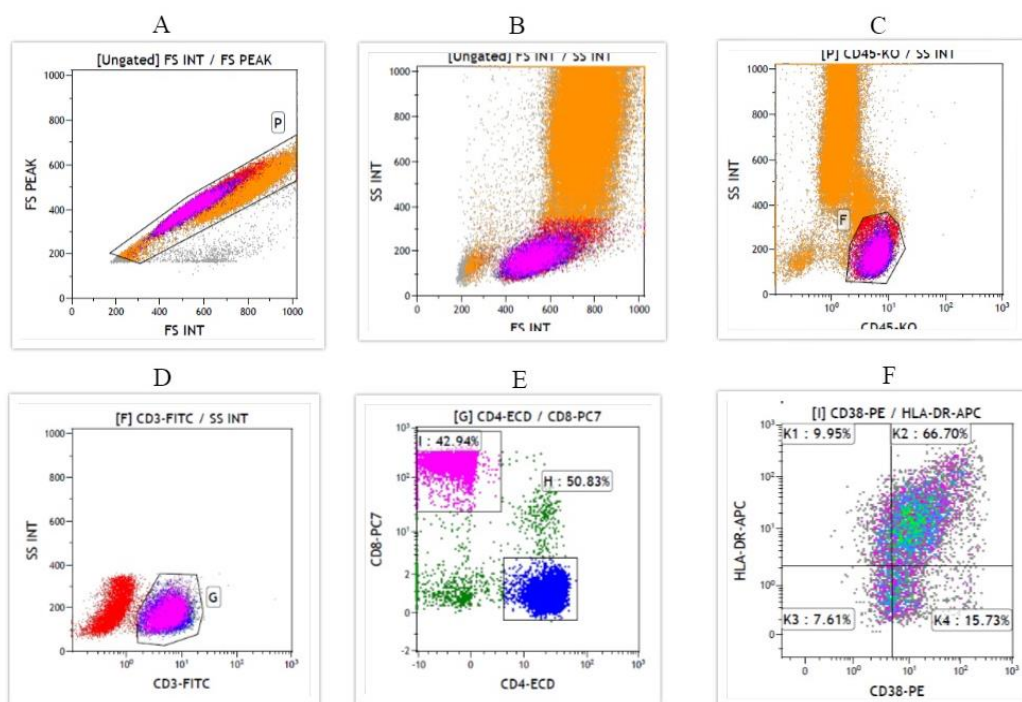 A
[Ungated] FS INT / FS PEAK
1000
800
600
400
200
0
FS PEAK
P
0 200 400 600 800 1000
FS INT
B
[Ungated] FS INT / SS INT
1000
800
600
400
200
0
SS INT
0 200 400 600 800 1000
FS INT
C
[P] CD45-KO / SS INT
1000
800
600
400
200
0
SS INT
F
10⁰ 10¹ 10² 10³
CD45-KO
D
[F] CD3-FITC / SS INT
1000
800
600
400
200
0
SS INT
G
10⁰ 10¹ 10² 10³
CD3-FITC
E
[G] CD4-ECD / CD8-PC7
10³
10²
10¹
2
0
-2
CD8-PC7
I : 42.94%
H : 50.83%
-10 0 10 10² 10³
CD4-ECD
F
[I] CD38-PE / HLA-DR-APC
10³
10²
10¹
10⁰
0
HLA-DR-APC
K1 : 9.95% K2 : 66.70%
K3 : 7.61% K4 : 15.73%
0 10⁰ 10¹ 10² 10³
CD38-PE